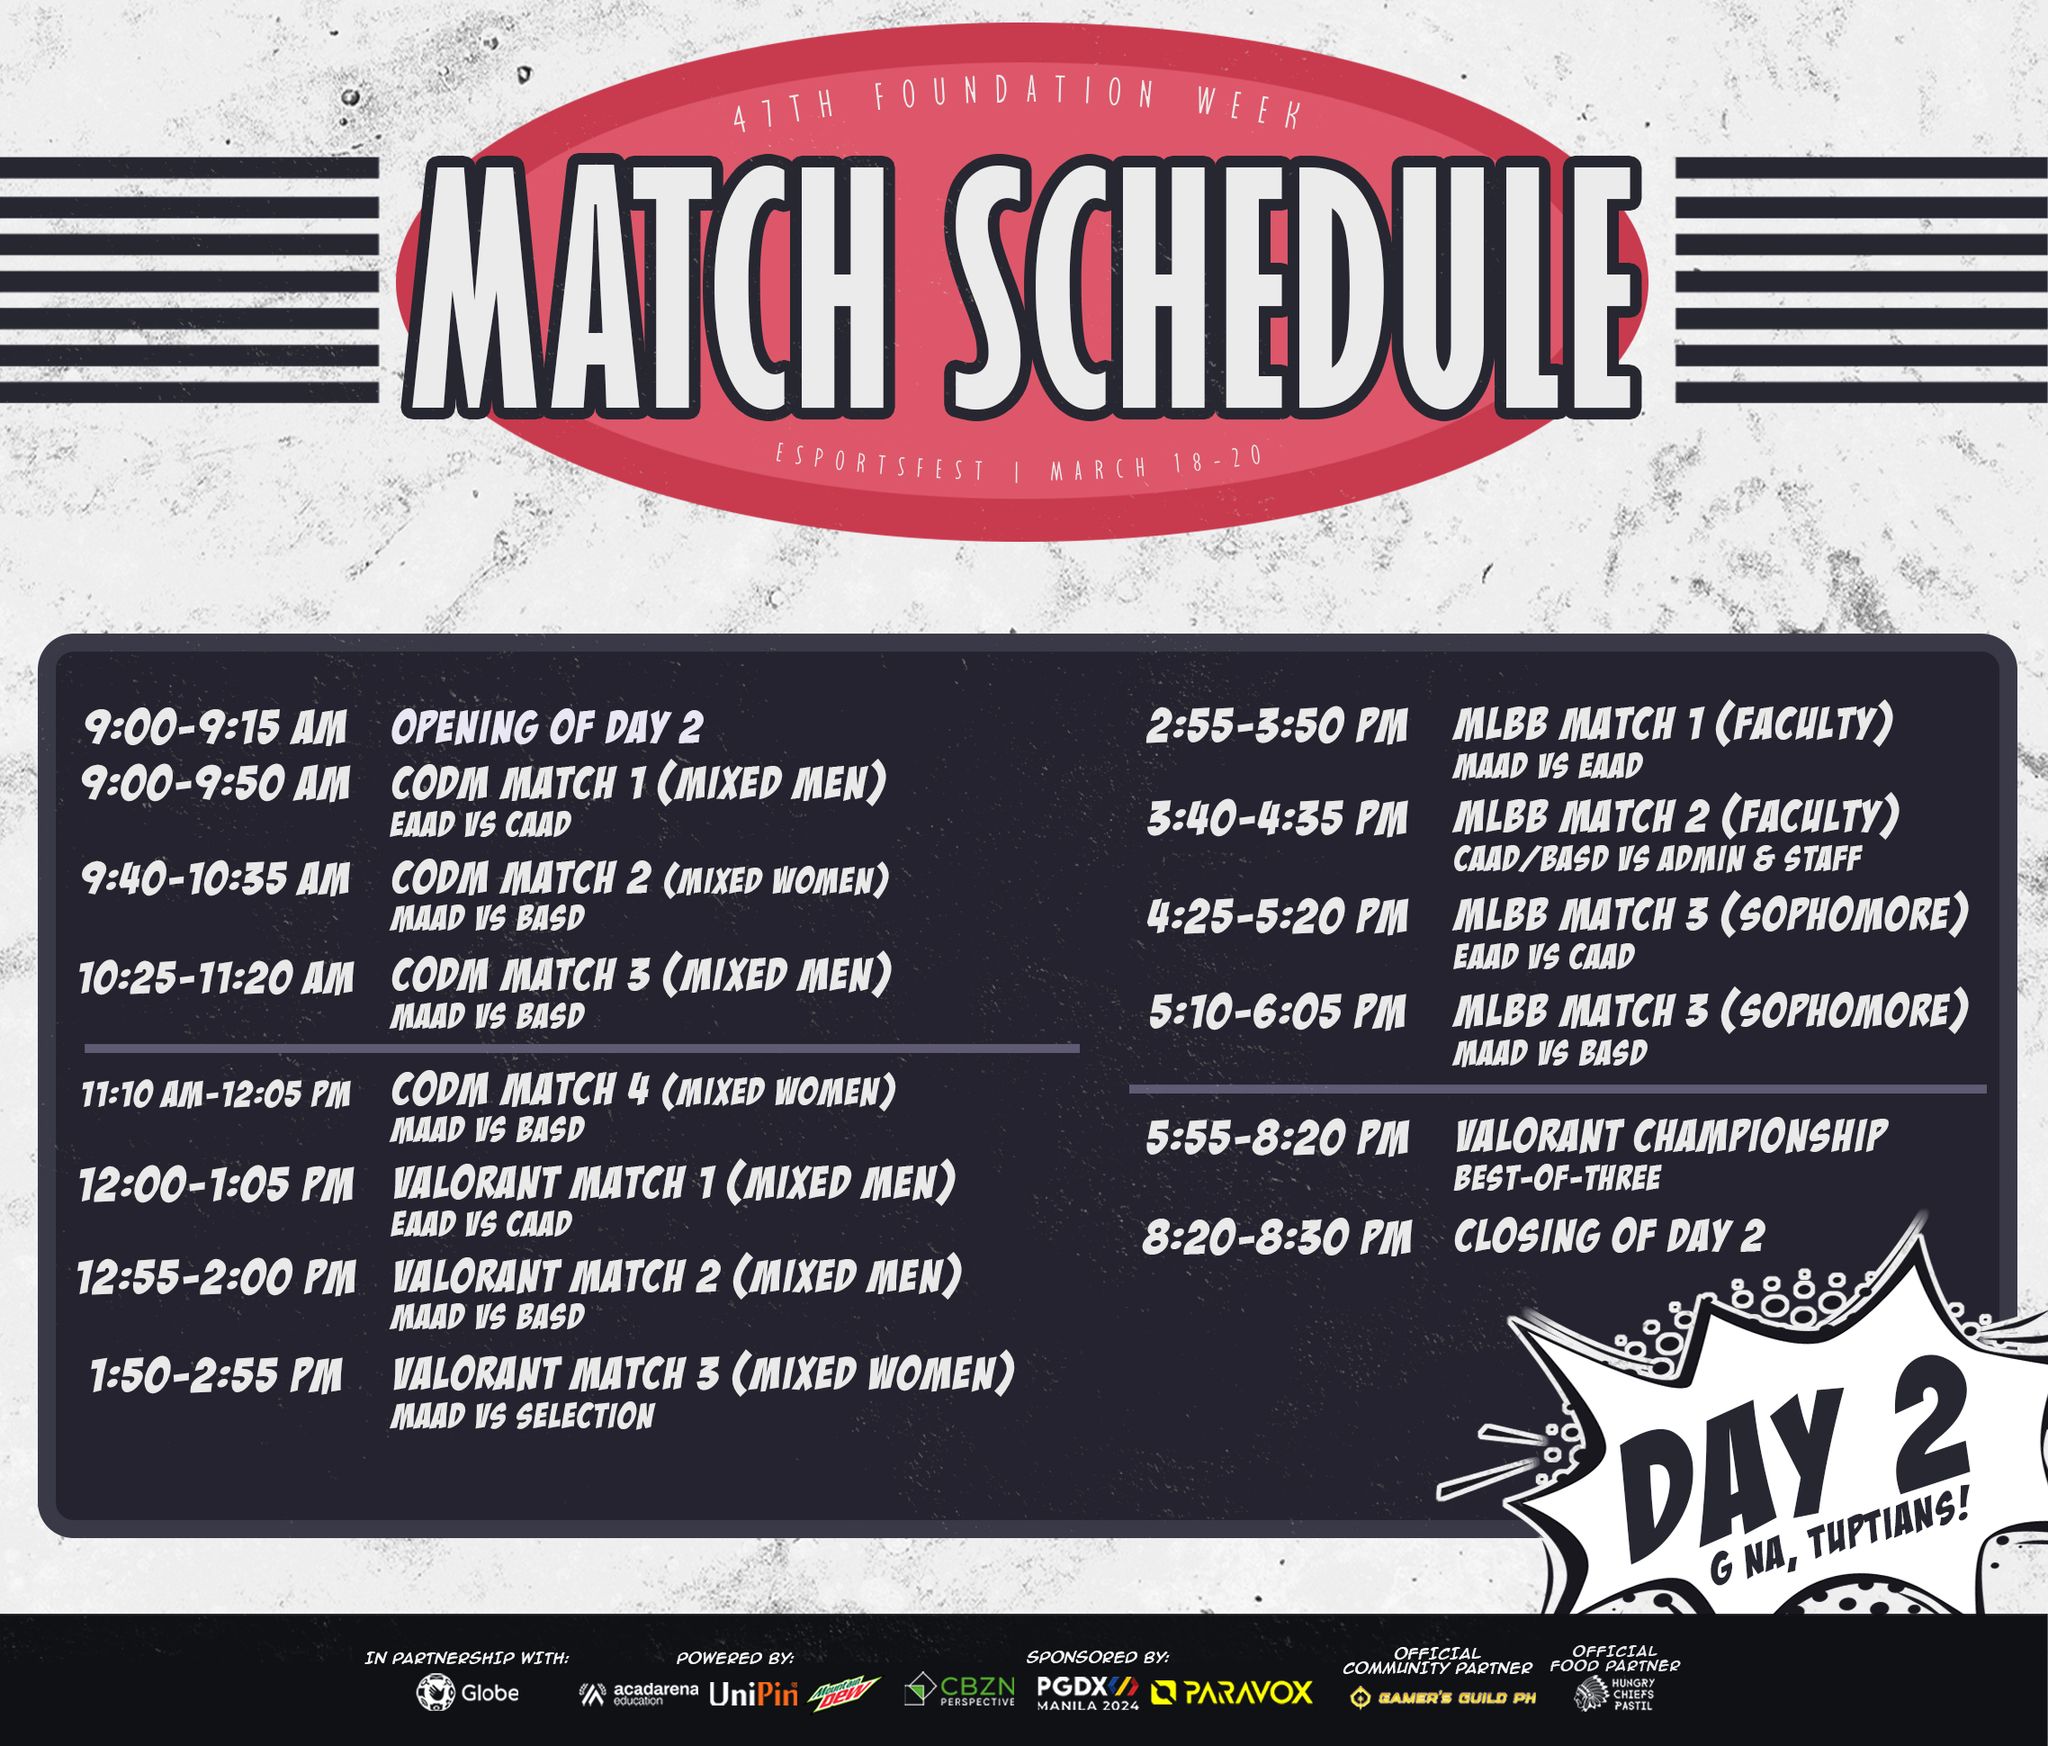 47TH FOUNDATION WEEK
MATCH SCHEDULE
ESPORTSFEST | MARCH 18-20
9:00-9:15 AM OPENING OF DAY 2
9:00-9:50 AM CODM MATCH 1 (MIXED MEN)
EAAD VS CAAD
9:40-10:35 AM CODM MATCH 2 (MIXED WOMEN)
MAAD VS BASD
10:25-11:20 AM CODM MATCH 3 (MIXED MEN)
MAAD VS BASD
11:10 AM-12:05 PM CODM MATCH 4 (MIXED WOMEN)
MAAD VS BASD
12:00-1:05 PM VALORANT MATCH 1 (MIXED MEN)
EAAD VS CAAD
12:55-2:00 PM VALORANT MATCH 2 (MIXED MEN)
MAAD VS BASD
1:50-2:55 PM VALORANT MATCH 3 (MIXED WOMEN)
MAAD VS SELECTION
2:55-3:50 PM MLBB MATCH 1 (FACULTY)
MAAD VS EAAD
3:40-4:35 PM MLBB MATCH 2 (FACULTY)
CAAD/BASD VS ADMIN & STAFF
4:25-5:20 PM MLBB MATCH 3 (SOPHOMORE)
EAAD VS CAAD
5:10-6:05 PM MLBB MATCH 3 (SOPHOMORE)
MAAD VS BASD
5:55-8:20 PM VALORANT CHAMPIONSHIP
BEST-OF-THREE
8:20-8:30 PM CLOSING OF DAY 2
DAY 2
G NA, TUPTIANS!
IN PARTNERSHIP WITH:
Globe
POWERED BY:
acadarena
education
UniPin
Mountain
DEW
SPONSORED BY:
CBZN
PERSPECTIVE
PGDX
MANILA 2024
PARAVOX
OFFICIAL
COMMUNITY PARTNER
GAMER'S GUILD PH
OFFICIAL
FOOD PARTNER
HUNGRY
CHIEFS
PASTIL